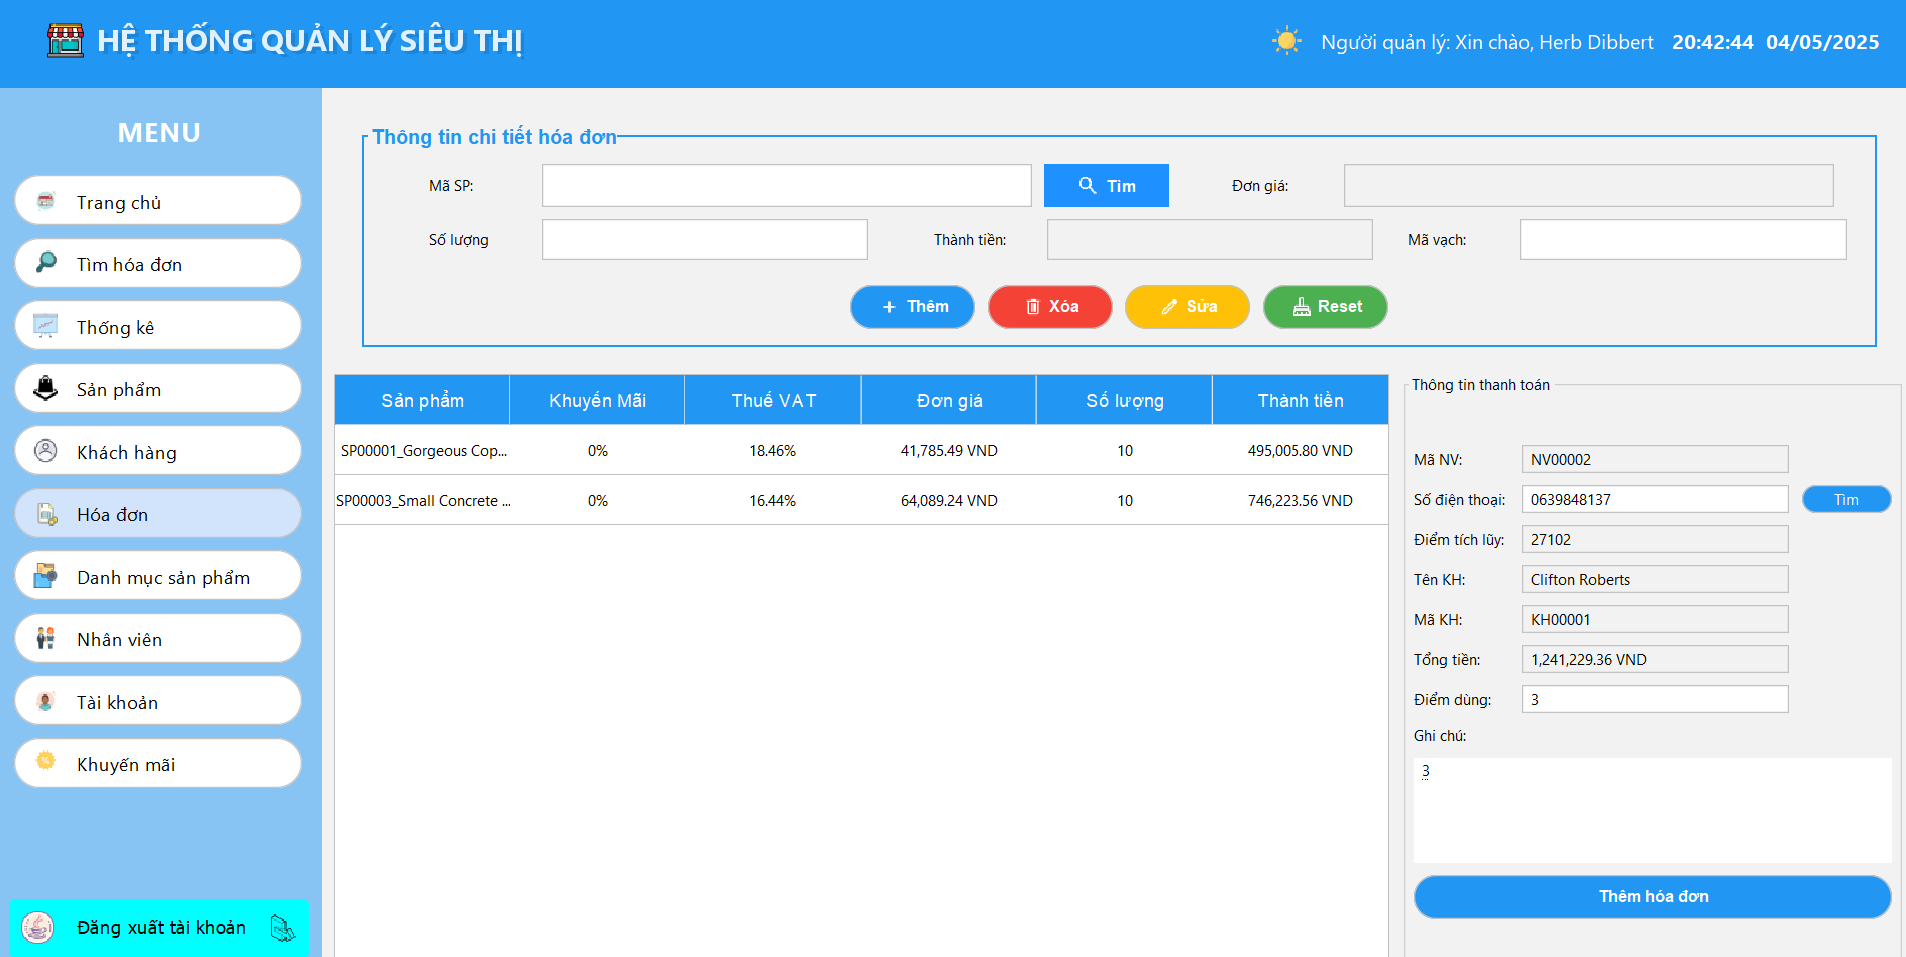 HỆ THỐNG QUẢN LÝ SIÊU THỊ
Người quản lý: Xin chào, Herb Dibbert 20:42:44 04/05/2025
MENU
Trang chủ
Tìm hóa đơn
Thống kê
Sản phẩm
Khách hàng
Hóa đơn
Danh mục sản phẩm
Nhân viên
Tài khoản
Khuyến mãi
Đăng xuất tài khoản
Thông tin chi tiết hóa đơn
Mã SP: Tìm Đơn giá:
Số lượng Thành tiền: Mã vạch:
Thêm Xóa Sửa Reset
Sản phẩm Khuyến Mãi Thuế VAT Đơn giá Số lượng Thành tiền
SP00001_Gorgeous Cop... 0% 18.46% 41,785.49 VND 10 495,005.80 VND
SP00003_Small Concrete ... 0% 16.44% 64,089.24 VND 10 746,223.56 VND
Thông tin thanh toán
Mã NV: NV00002
Số điện thoại: 0639848137 Tìm
Điểm tích lũy: 27102
Tên KH: Clifton Roberts
Mã KH: KH00001
Tổng tiền: 1,241,229.36 VND
Điểm dùng: 3
Ghi chú:
3
Thêm hóa đơn